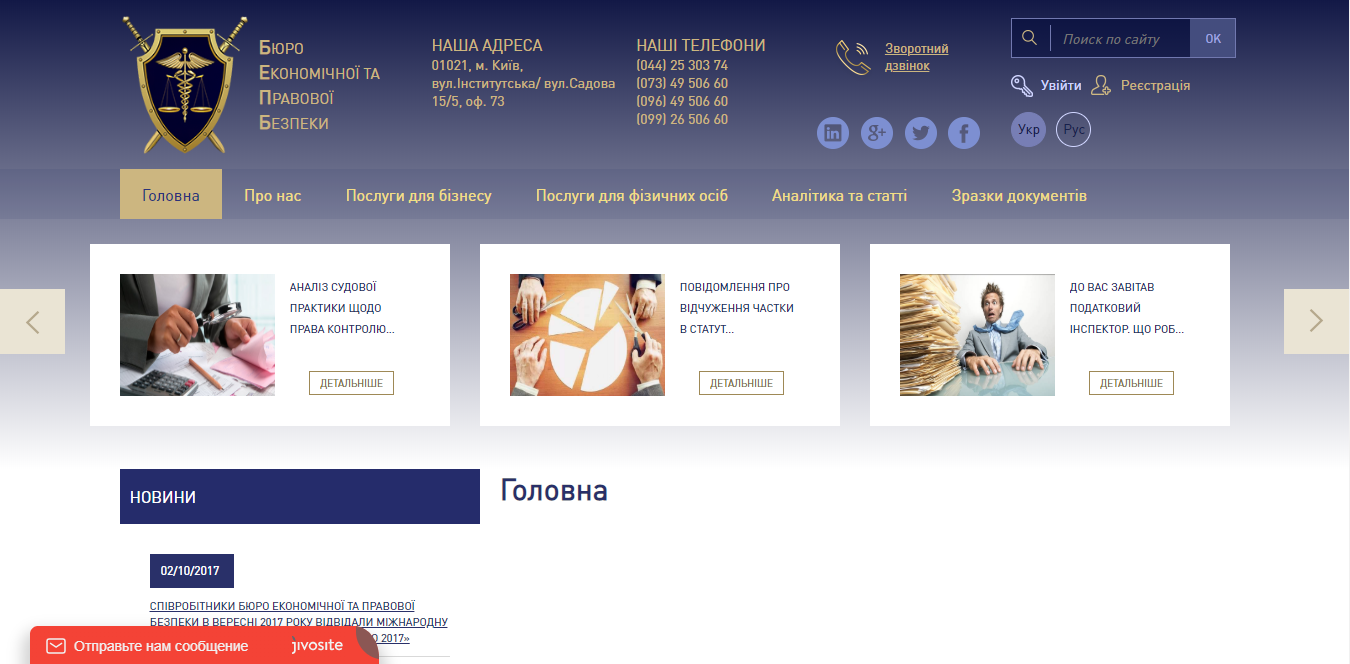 БЮРО
ЕКОНОМІЧНОЇ ТА
ПРАВОВОЇ
БЕЗПЕКИ
НАША АДРЕСА
01021, м. Київ,
вул.Інститутська/ вул.Садова
15/5, оф. 73
НАШІ ТЕЛЕФОНИ
(044) 25 303 74
(073) 49 506 60
(096) 49 506 60
(099) 26 506 60
Зворотний
дзвінок
Поиск по сайту
OK
Увійти
Реєстрація
Укр
Рус
Головна
Про нас
Послуги для бізнесу
Послуги для фізичних осіб
Аналітика та статті
Зразки документів
АНАЛІЗ СУДОВОЇ
ПРАКТИКИ ЩОДО
ПРАВА КОНТРОЛЮ...
ДЕТАЛЬНІШЕ
ПОВІДОМЛЕННЯ ПРО
ВІДЧУЖЕННЯ ЧАСТКИ
В СТАТУТ...
ДЕТАЛЬНІШЕ
ДО ВАС ЗАВІТАВ
ПОДАТКОВИЙ
ІНСПЕКТОР. ЩО РОБ...
ДЕТАЛЬНІШЕ
НОВИНИ
Головна
02/10/2017
СПІВРОБІТНИКИ БЮРО ЕКОНОМІЧНОЇ ТА ПРАВОВОЇ
БЕЗПЕКИ В ВЕРЕСНІ 2017 РОКУ ВІДВІДАЛИ МІЖНАРОДНУ
2017»
Отправьте нам сообщение
jivosite